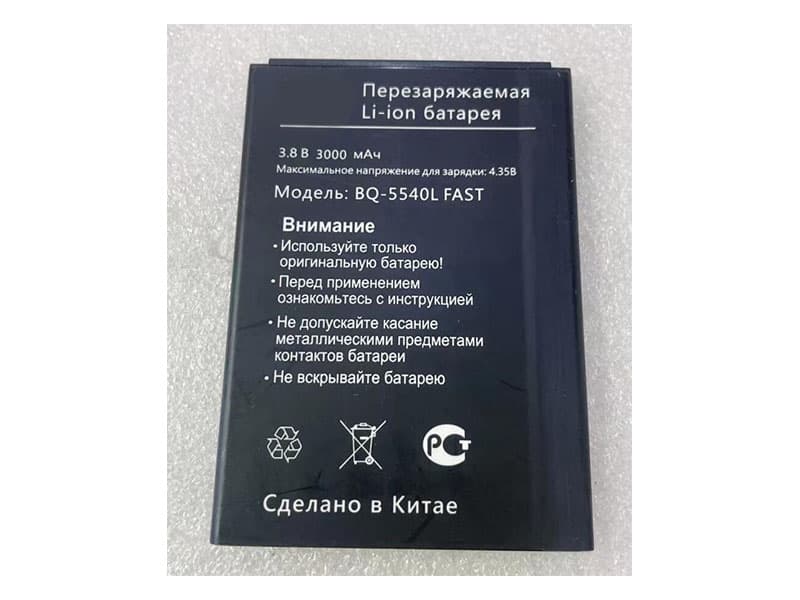 Перезаряжаемая
Li-ion батарея
3.8 В 3000 мАч
Максимальное напряжение для зарядки: 4.35В
Модель: BQ-5540L FAST
Внимание
• Используйте только
оригинальную батарею!
• Перед применением
ознакомьтесь с инструкцией
• Не допускайте касание
металлическими предметами
контактов батареи
• Не вскрывайте батарею
РСТ
Сделано в Китае